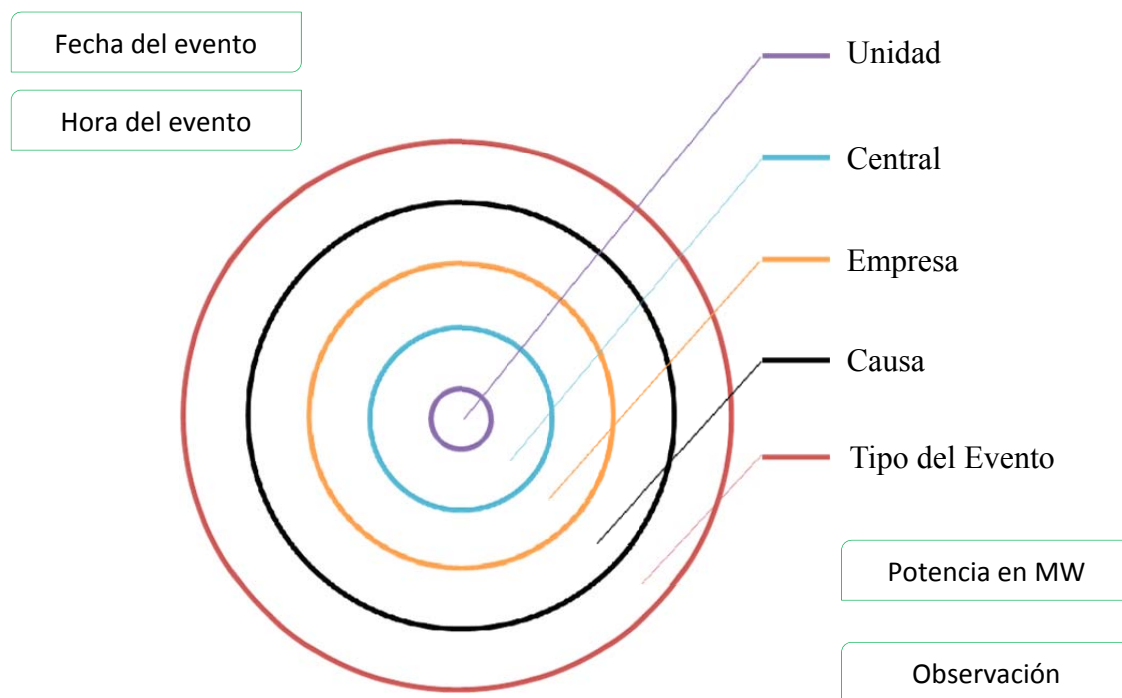 Fecha del evento
Hora del evento
Unidad
Central
Empresa
Causa
Tipo del Evento
Potencia en MW
Observación